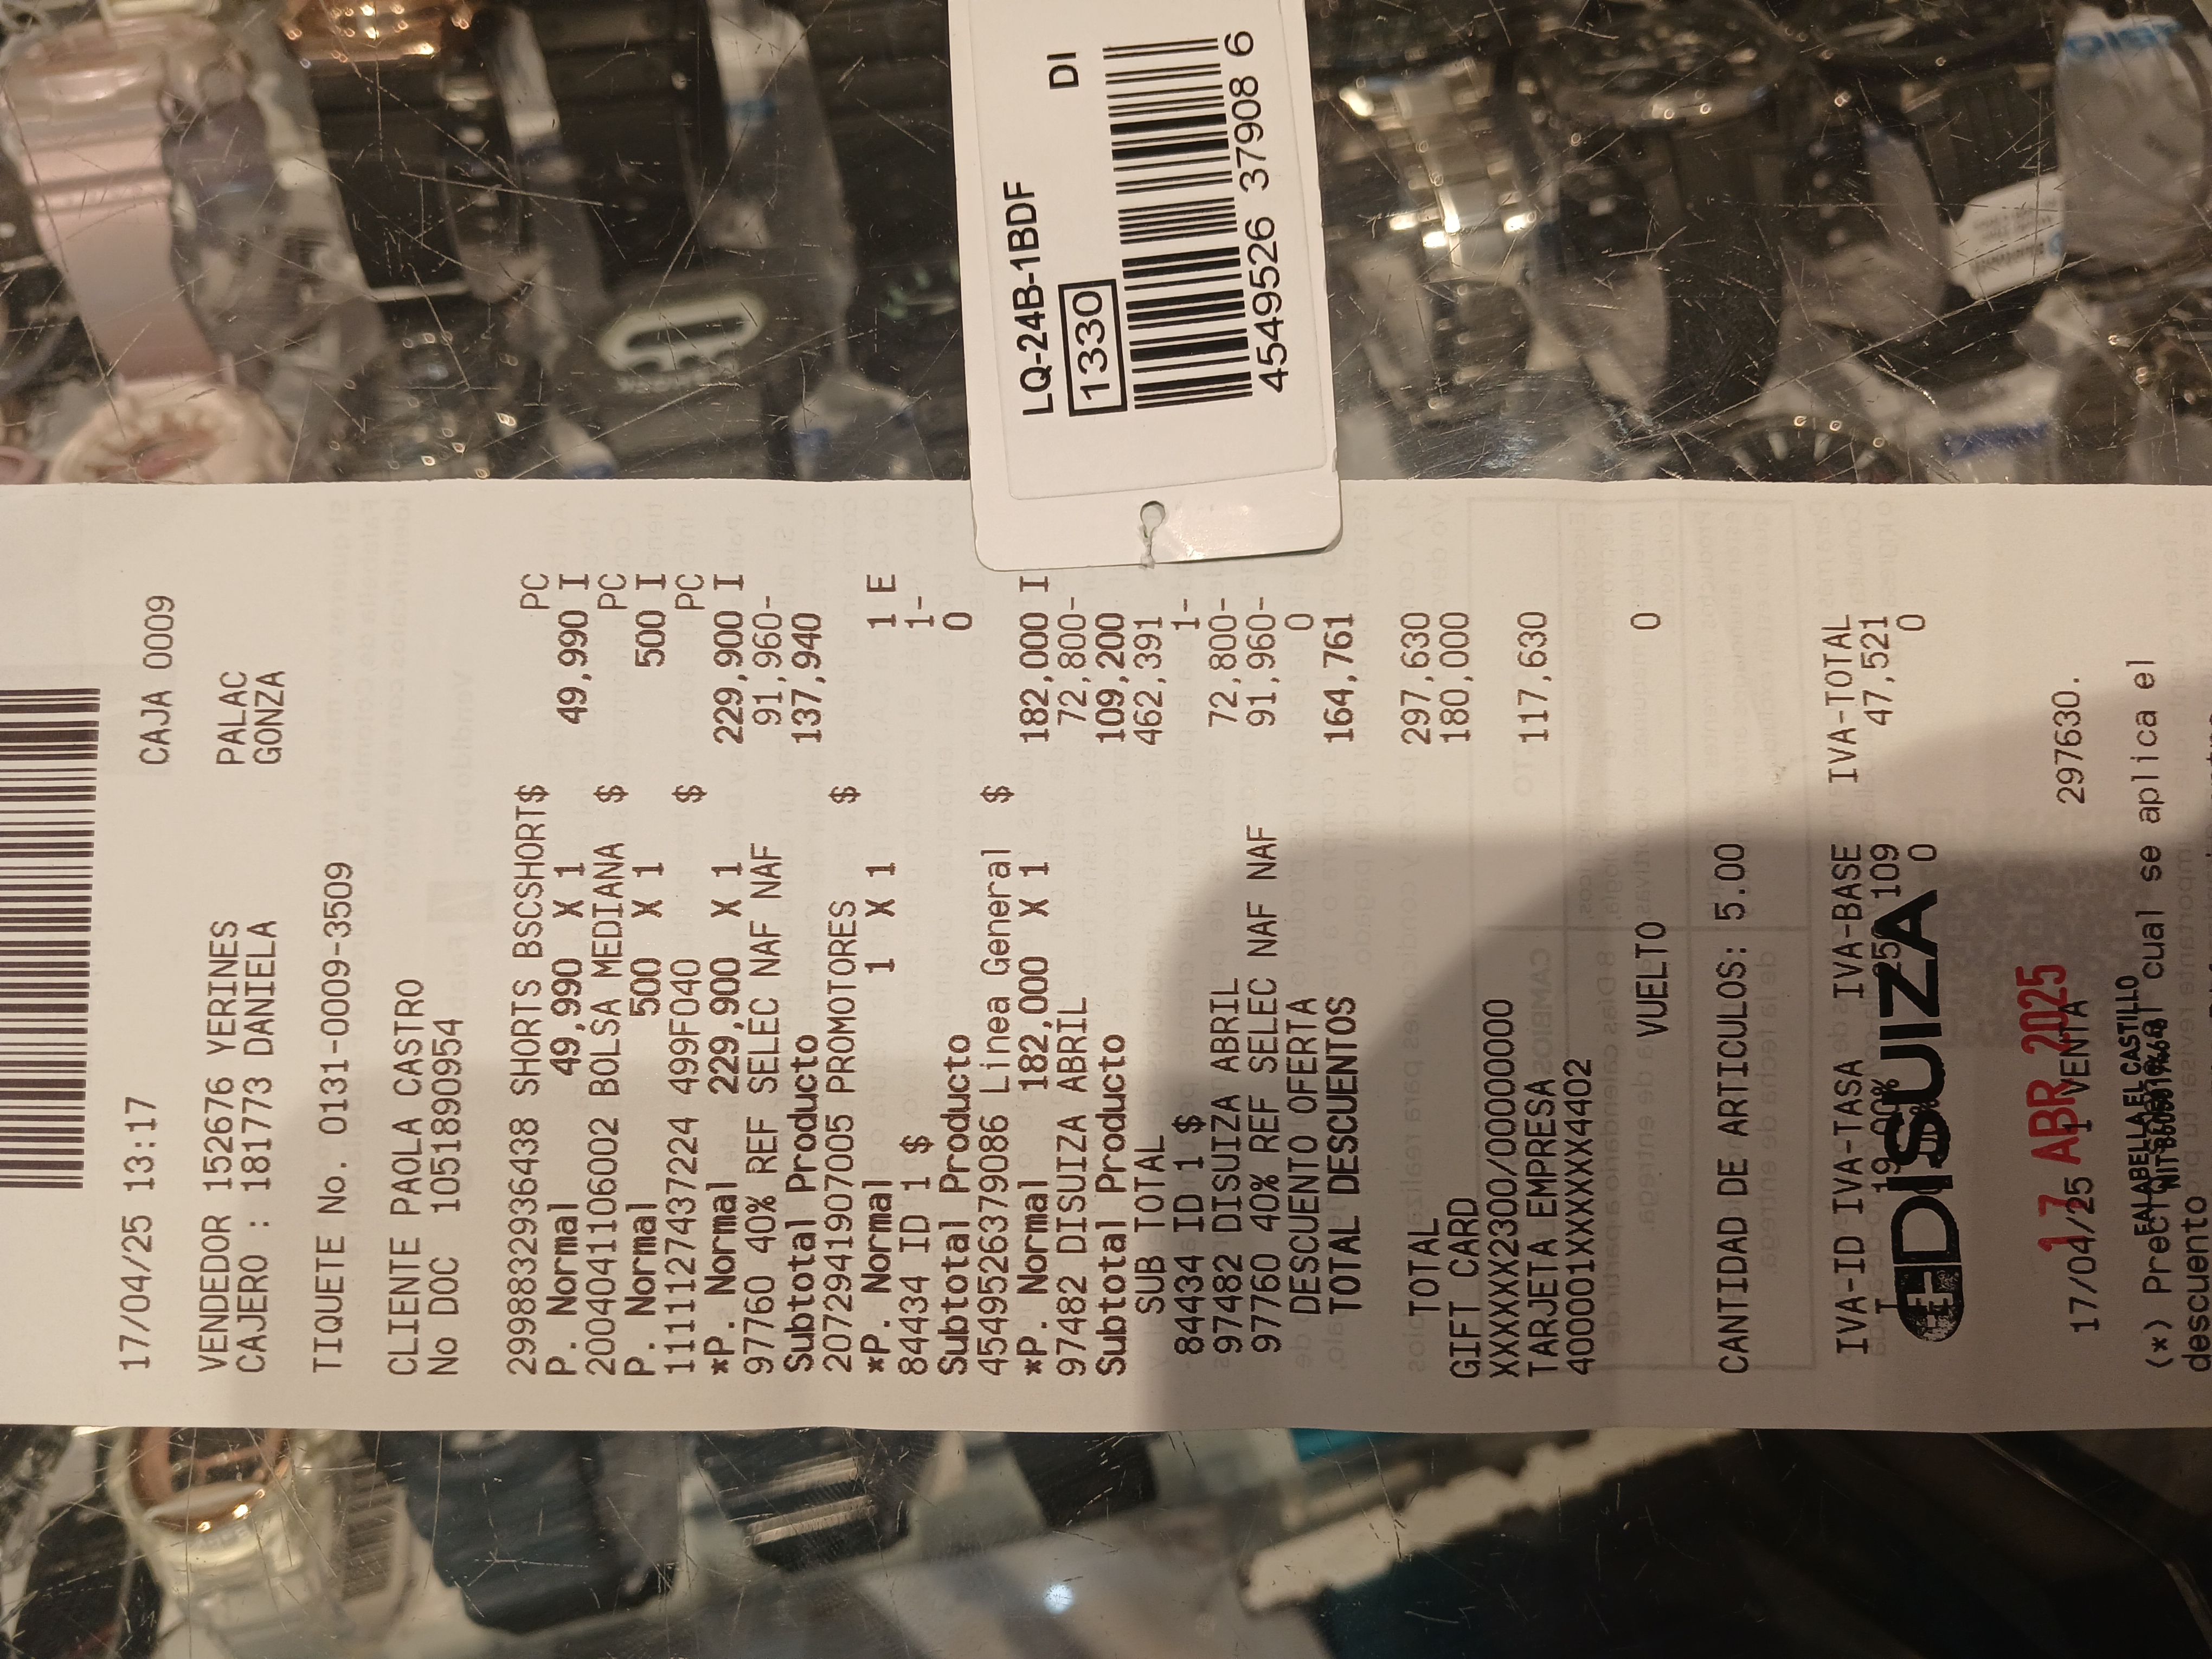 LQ-24B-1BDF DI
1330
4549526 37908 6
17/04/25 13:17 CAJA 0009
VENDEDOR 152676 YERINES PALAC
CAJERO : 181773 DANIELA GONZA
TIQUETE No. 0131-0009-3509
CLIENTE PAOLA CASTRO
No DOC 1051890954
2998832936438 SHORTS BSCSHORT$ PC
P. Normal 49,990 X 1 49,990 I
2004041106002 BOLSA MEDIANA $ PC
P. Normal 500 X 1 500 I
1111127437224 499F040 $ PC
*P. Normal 229,900 X 1 229,900 I
97760 40% REF SELEC NAF NAF 91,960-
Subtotal Producto 137,940
2072941907005 PROMOTORES $
*P. Normal 1 X 1 1 E
84434 ID 1 $ 1-
Subtotal Producto 0
4549526379086 Linea General $
*P. Normal 182,000 X 1 182,000 I
97482 DISUIZA ABRIL 72,800-
Subtotal Producto 109,200
SUB TOTAL 462,391
84434 ID 1 $ 1-
97482 DISUIZA ABRIL 72,800-
97760 40% REF SELEC NAF NAF 91,960-
DESCUENTO OFERTA 0
TOTAL DESCUENTOS 164,761
TOTAL 297,630
GIFT CARD 180,000
XXXXXX2300/000000000
TARJETA EMPRESA 117,630
400001XXXXXX4402
VUELTO 0
CANTIDAD DE ARTICULOS: 5.00
IVA-ID IVA-TASA IVA-BASE IVA-TOTAL
I 19.00% 250,109 47,521
0 0
DISUIZA
17 ABR 2025
17/04/25 1 VENTA 297630.
FALABELLA EL CASTILLO
(*) Precio al cual se aplica el
descuento